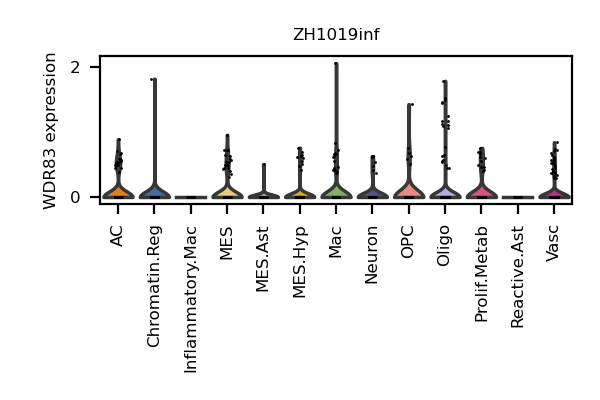 ZH1019inf
WDR83 expression
2
0
AC
Chromatin.Reg
Inflammatory.Mac
MES
MES.Ast
MES.Hyp
Mac
Neuron
OPC
Oligo
Prolif.Metab
Reactive.Ast
Vasc